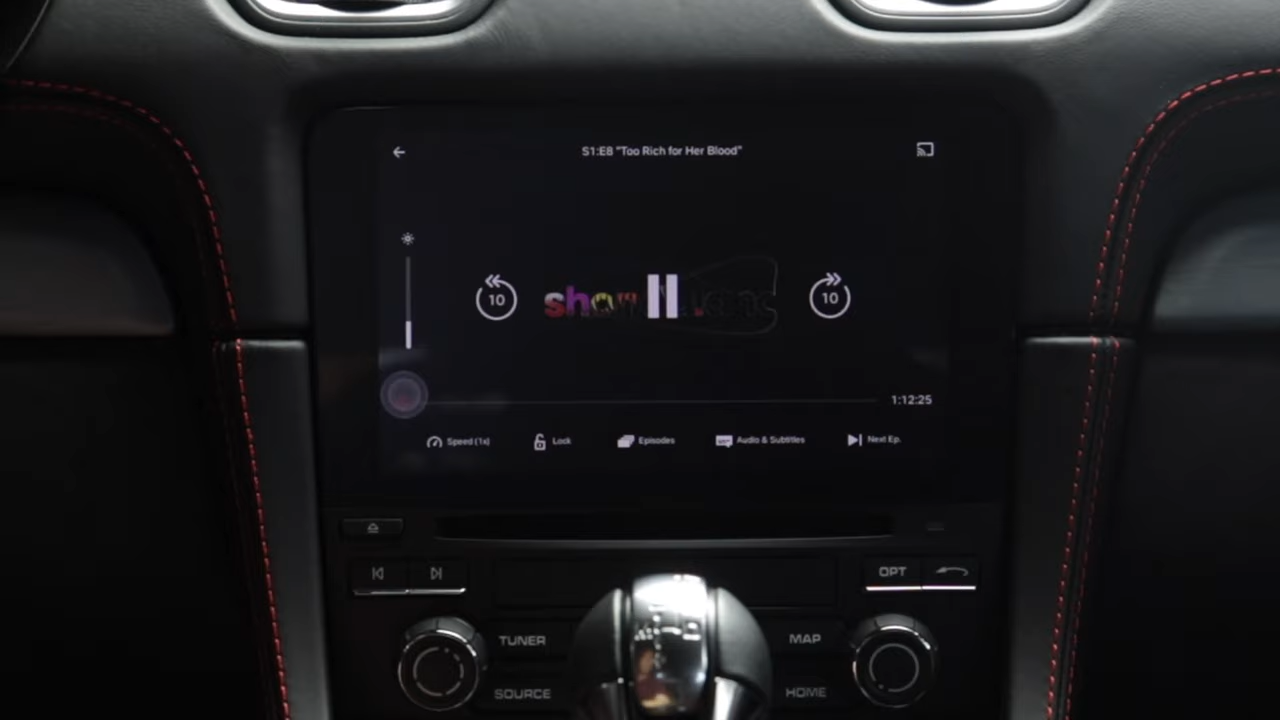 S1:E8 "Too Rich for Her Blood"
10
show
10
1:12:25
Speed (1x)
Lock
Episodes
Audio & Subtitles
Next Ep.
OPT
TUNER
MAP
SOURCE
HOME